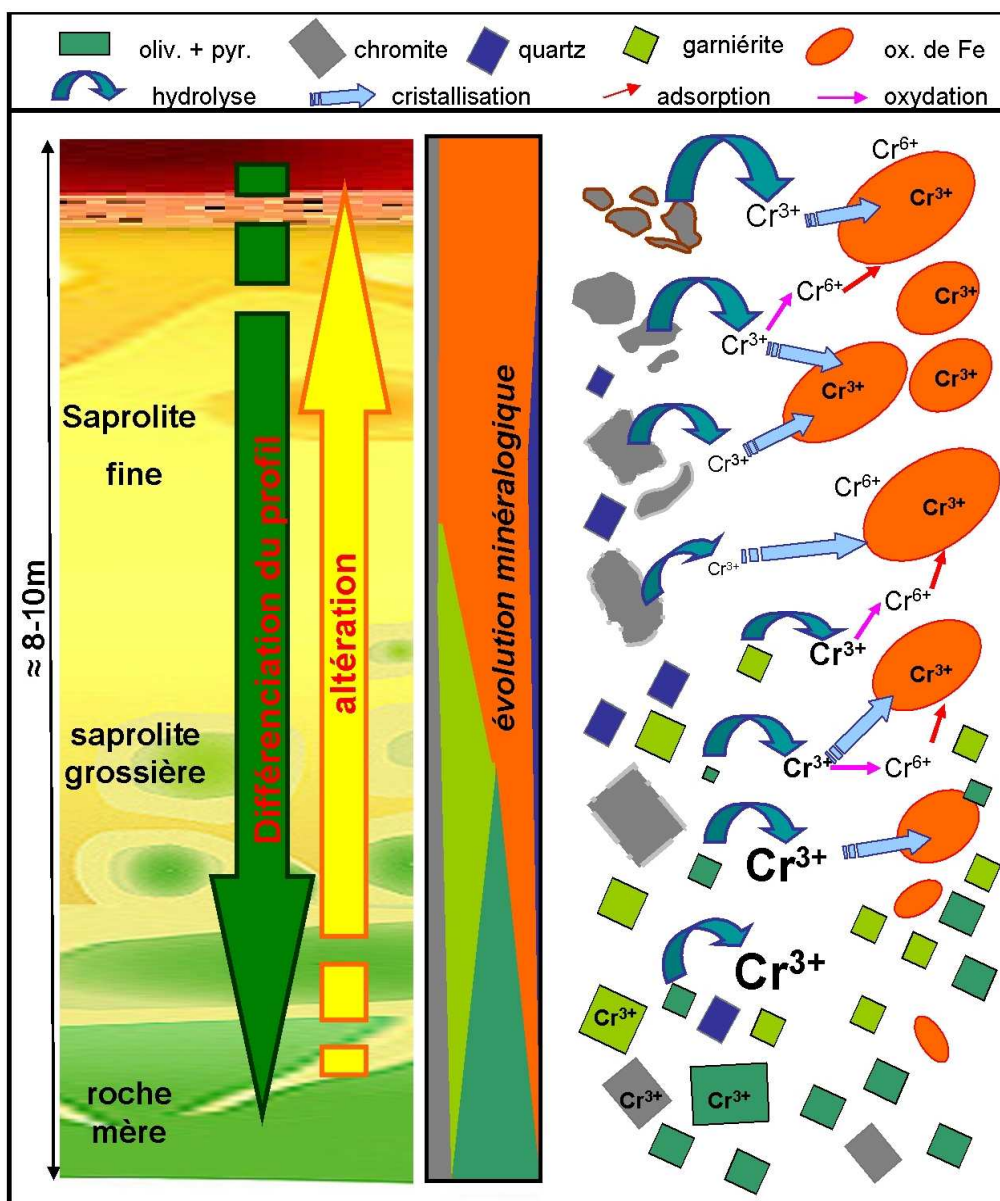 oliv. + pyr. chromite quartz garniérite ox. de Fe
hydrolyse cristallisation adsorption oxydation
≈ 8-10m
Saprolite
fine
saprolite
grossière
roche
mère
Différenciation du profil
altération
évolution minéralogique
Cr6+
Cr3+
Cr3+
Cr6+
Cr3+
Cr3+
Cr3+
Cr3+
Cr3+
Cr6+
Cr3+
Cr3+
Cr6+
Cr3+
Cr3+
Cr3+
Cr6+
Cr3+
Cr3+
Cr3+
Cr3+
Cr3+